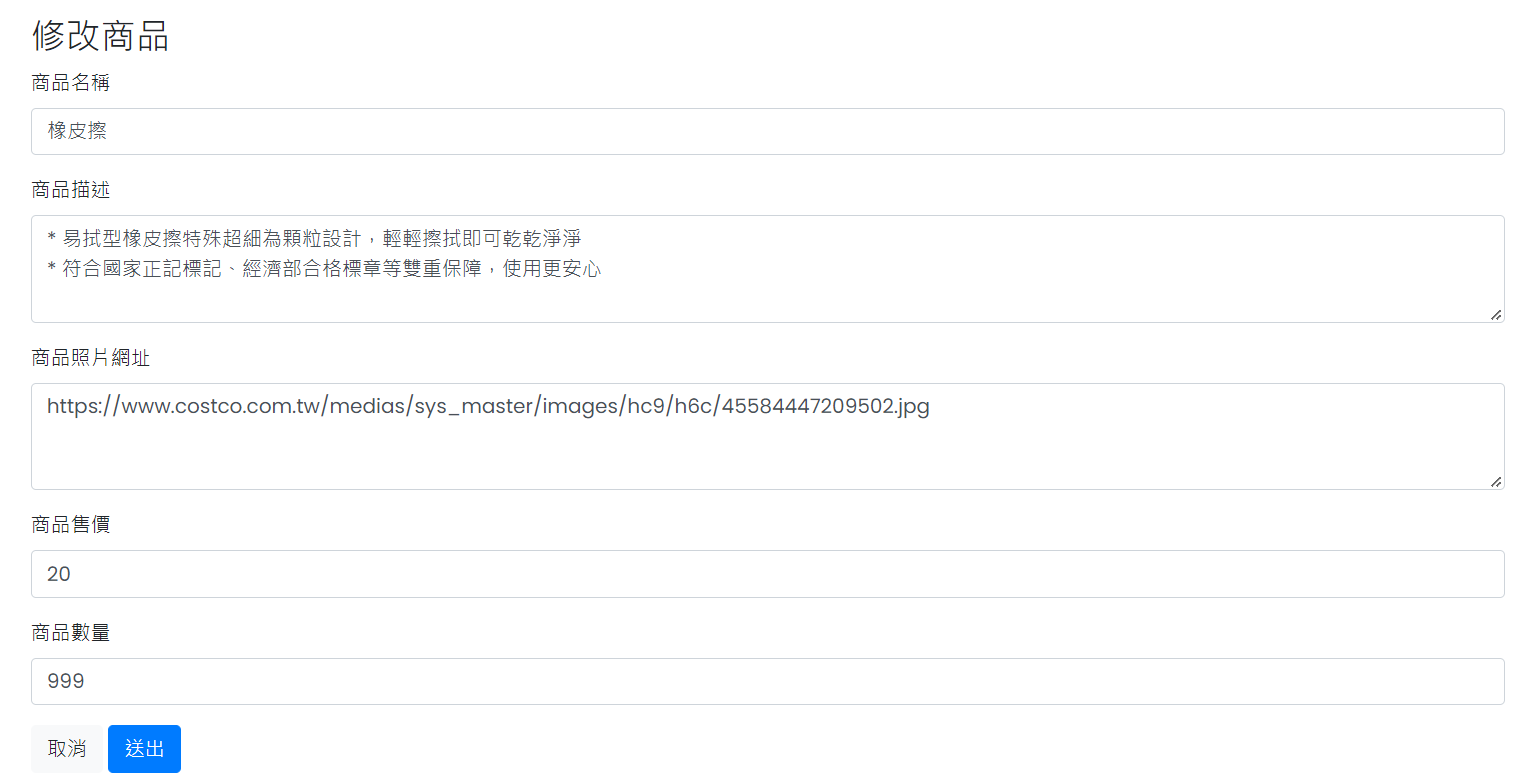 修改商品
商品名稱
橡皮擦
商品描述
* 易拭型橡皮擦特殊超細為顆粒設計，輕輕擦拭即可乾乾淨淨
* 符合國家正記標記、經濟部合格標章等雙重保障，使用更安心
商品照片網址
https://www.costco.com.tw/medias/sys_master/images/hc9/h6c/45584447209502.jpg
商品售價
20
商品數量
999
取消 送出